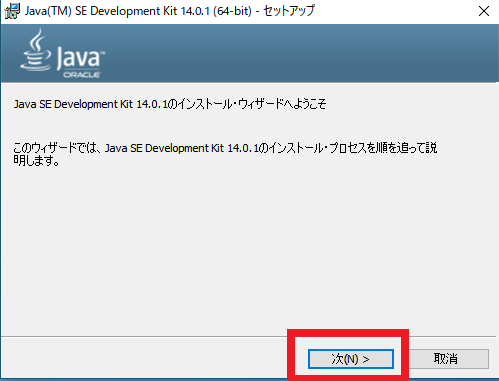 Java(TM) SE Development Kit 14.0.1 (64-bit) - セットアップ
Java™
ORACLE
Java SE Development Kit 14.0.1のインストール・ウィザードへようこそ
このウィザードでは、Java SE Development Kit 14.0.1のインストール・プロセスを順を追って説
明します。
次(N) >
取消